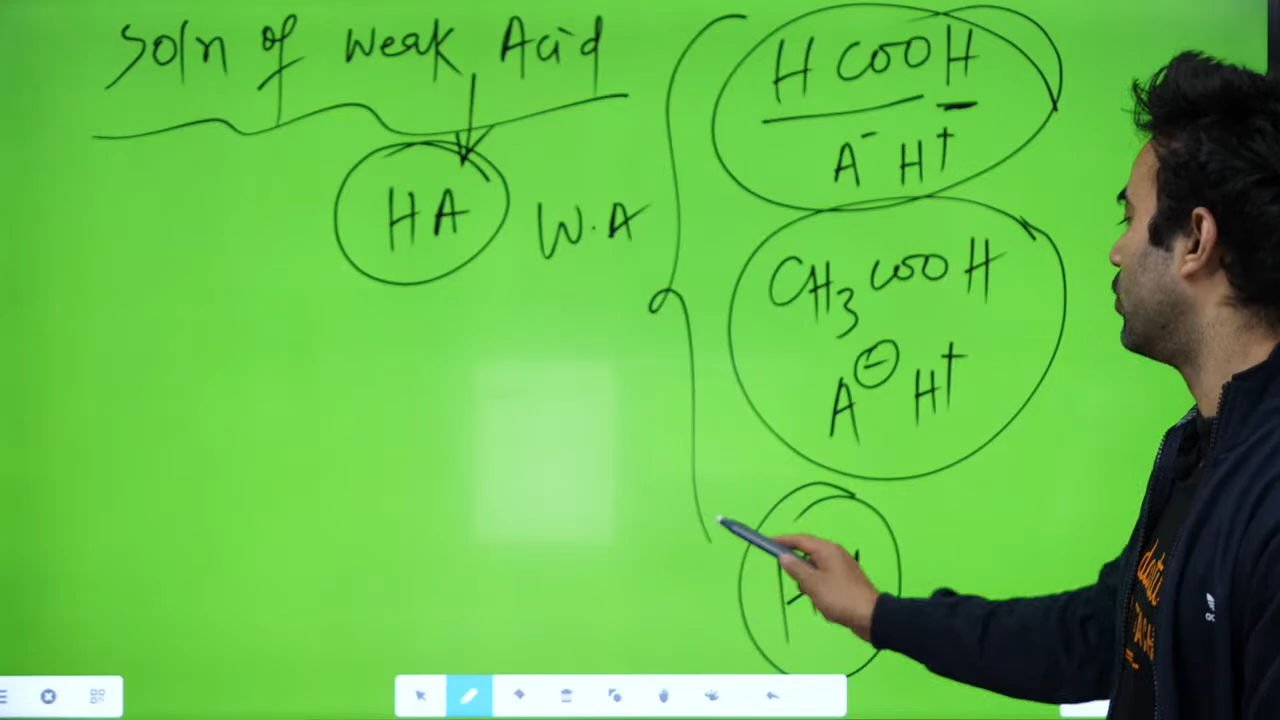 Soln of weak Acid
HA
W.A
HCOOH
A⁻ H⁺
CH₃COOH
A⊖ H⁺